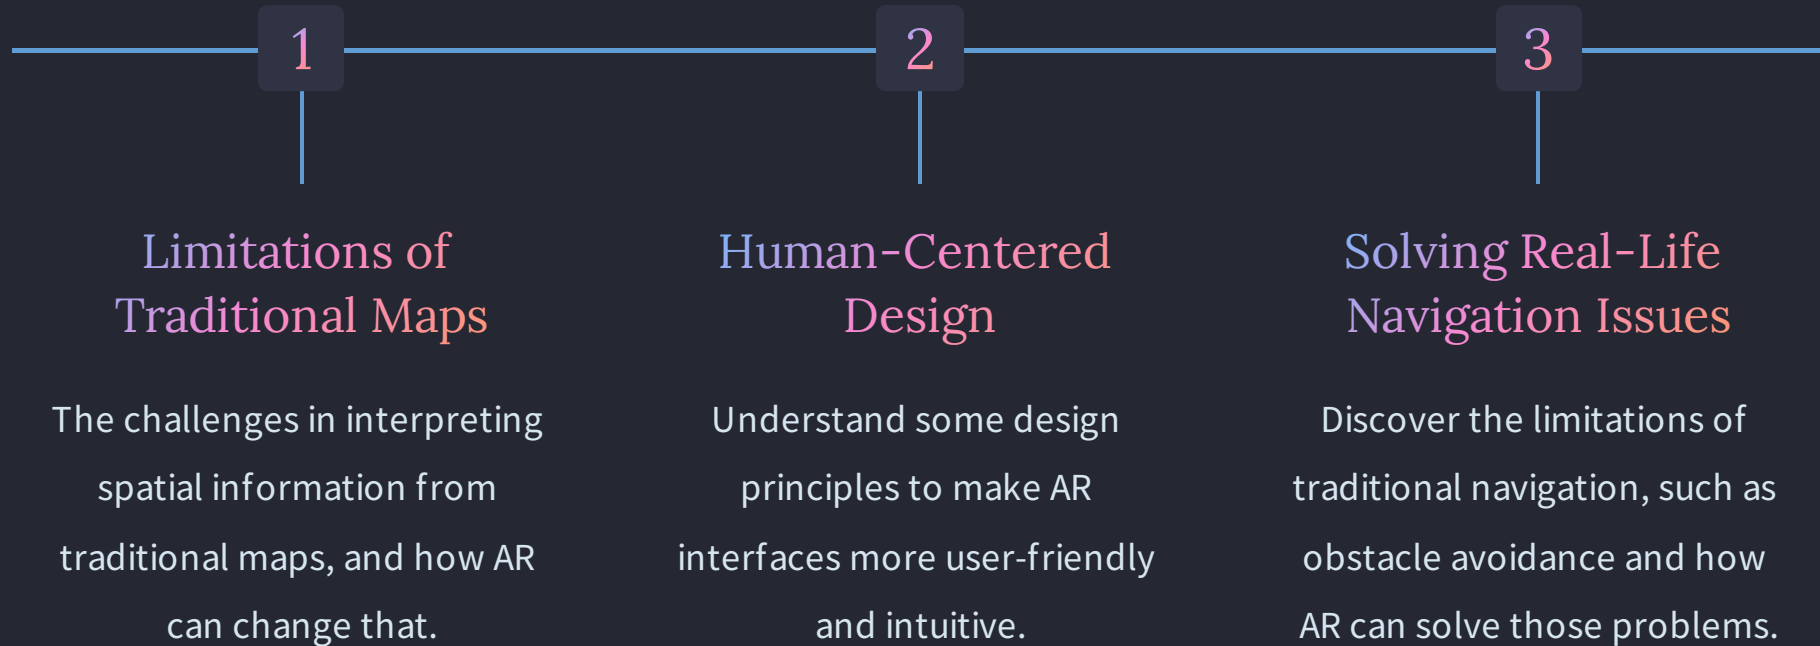 1
Limitations of
Traditional Maps
The challenges in interpreting
spatial information from
traditional maps, and how AR
can change that.
2
Human-Centered
Design
Understand some design
principles to make AR
interfaces more user-friendly
and intuitive.
3
Solving Real-Life
Navigation Issues
Discover the limitations of
traditional navigation, such as
obstacle avoidance and how
AR can solve those problems.